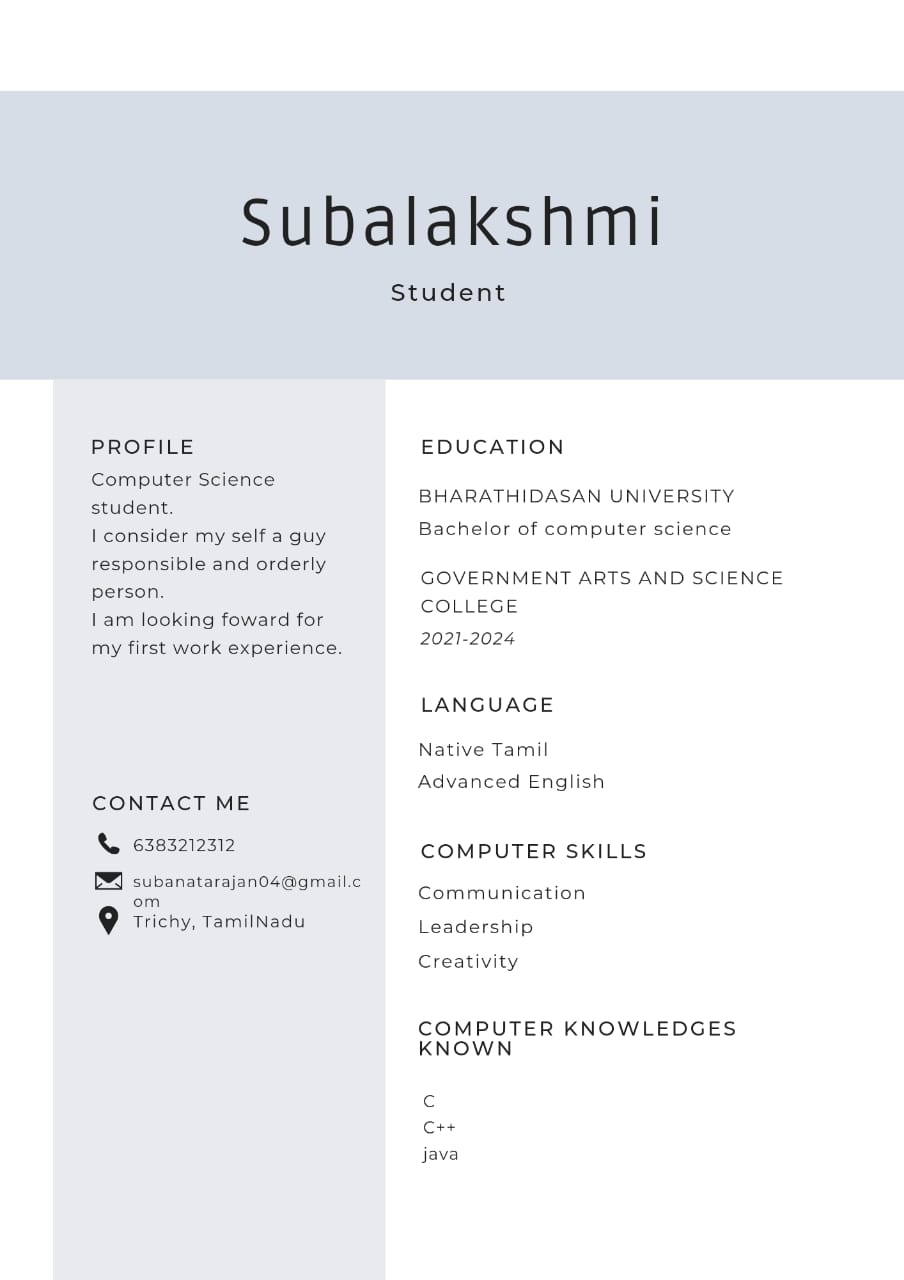 Subalakshmi
Student
PROFILE
Computer Science
student.
I consider my self a guy
responsible and orderly
person.
I am looking foward for
my first work experience.
CONTACT ME
6383212312
subanatarajan04@gmail.c
om
Trichy, TamilNadu
EDUCATION
BHARATHIDASAN UNIVERSITY
Bachelor of computer science
GOVERNMENT ARTS AND SCIENCE
COLLEGE
2021-2024
LANGUAGE
Native Tamil
Advanced English
COMPUTER SKILLS
Communication
Leadership
Creativity
COMPUTER KNOWLEDGES
KNOWN
C
C++
java